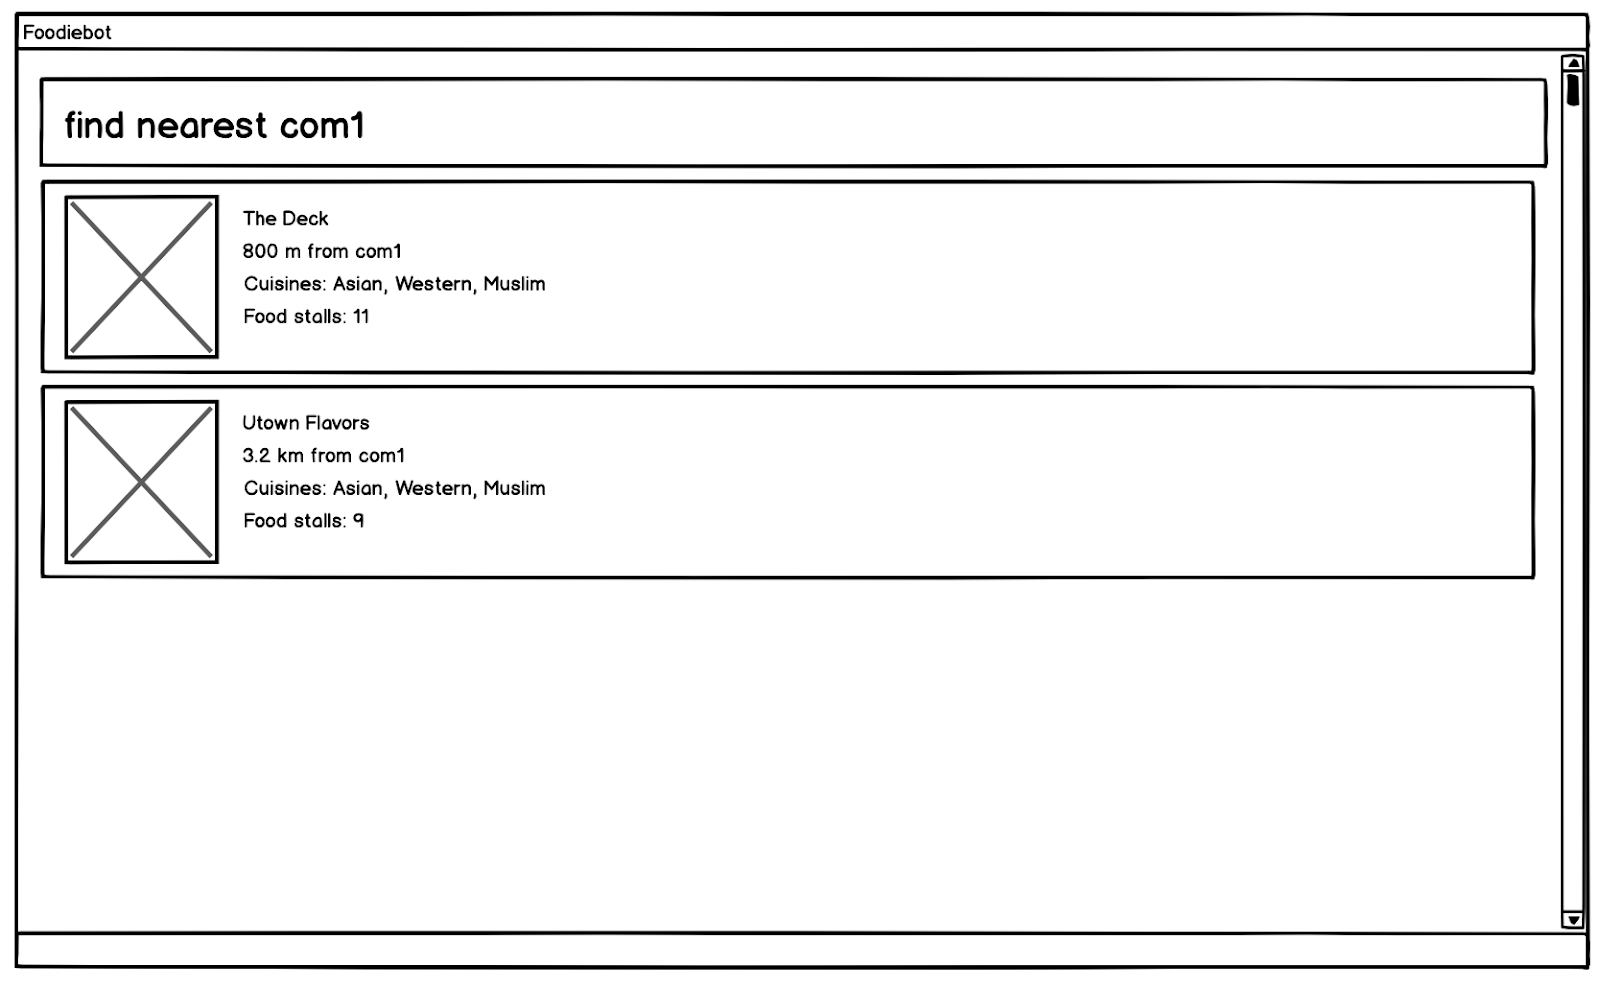 Foodiebot
find nearest com1
The Deck
800 m from com1
Cuisines: Asian, Western, Muslim
Food stalls: 11
Utown Flavors
3.2 km from com1
Cuisines: Asian, Western, Muslim
Food stalls: 9